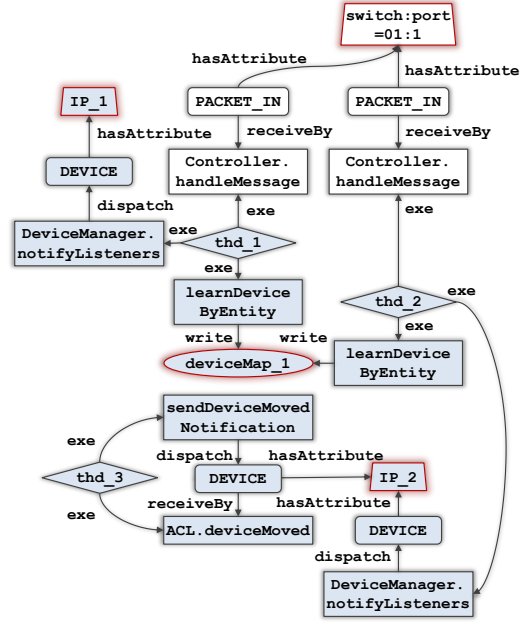 switch:port
=01:1
hasAttribute
hasAttribute
IP_1
PACKET_IN
PACKET_IN
hasAttribute
receiveBy
receiveBy
DEVICE
Controller.
handleMessage
Controller.
handleMessage
dispatch
exe
exe
DeviceManager.
notifyListeners
exe
thd_1
exe
learnDevice
ByEntity
exe
thd_2
exe
write
write
deviceMap_1
learnDevice
ByEntity
sendDeviceMoved
Notification
exe
dispatch
hasAttribute
thd_3
DEVICE
IP_2
receiveBy
hasAttribute
exe
ACL.deviceMoved
DEVICE
dispatch
DeviceManager.
notifyListeners